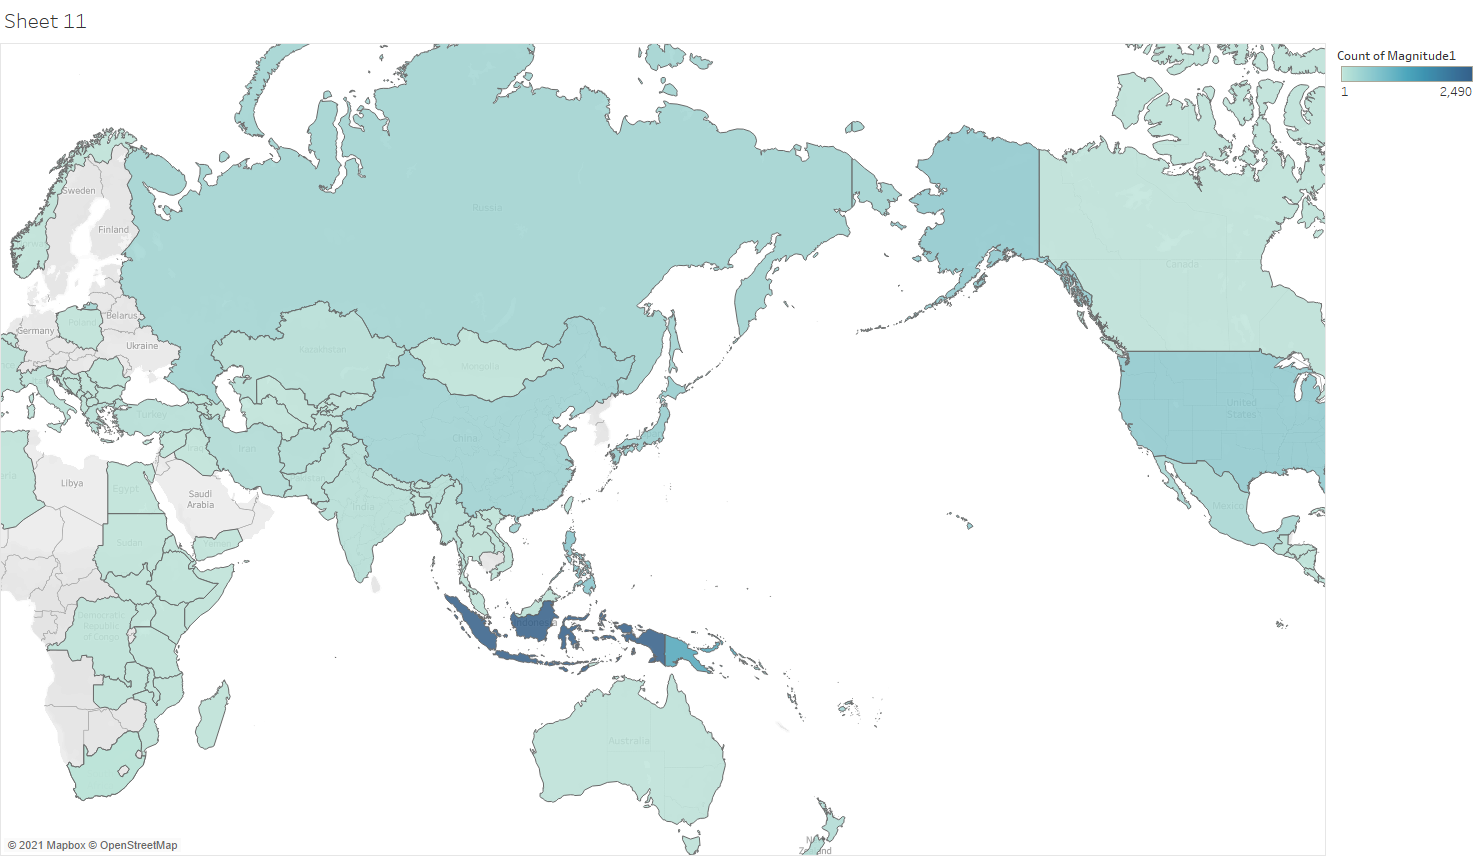 Sheet 11
Count of Magnitude1
1
2,490
Sweden
Finland
Russia
Canada
Germany
Poland
Belarus
Ukraine
Kazakhstan
Mongolia
United
States
Turkey
China
Iran
Libya
Egypt
Saudi
Arabia
India
Mexico
Sudan
Democratic
Republic
of Congo
Indonesia
Australia
© 2021 Mapbox © OpenStreetMap